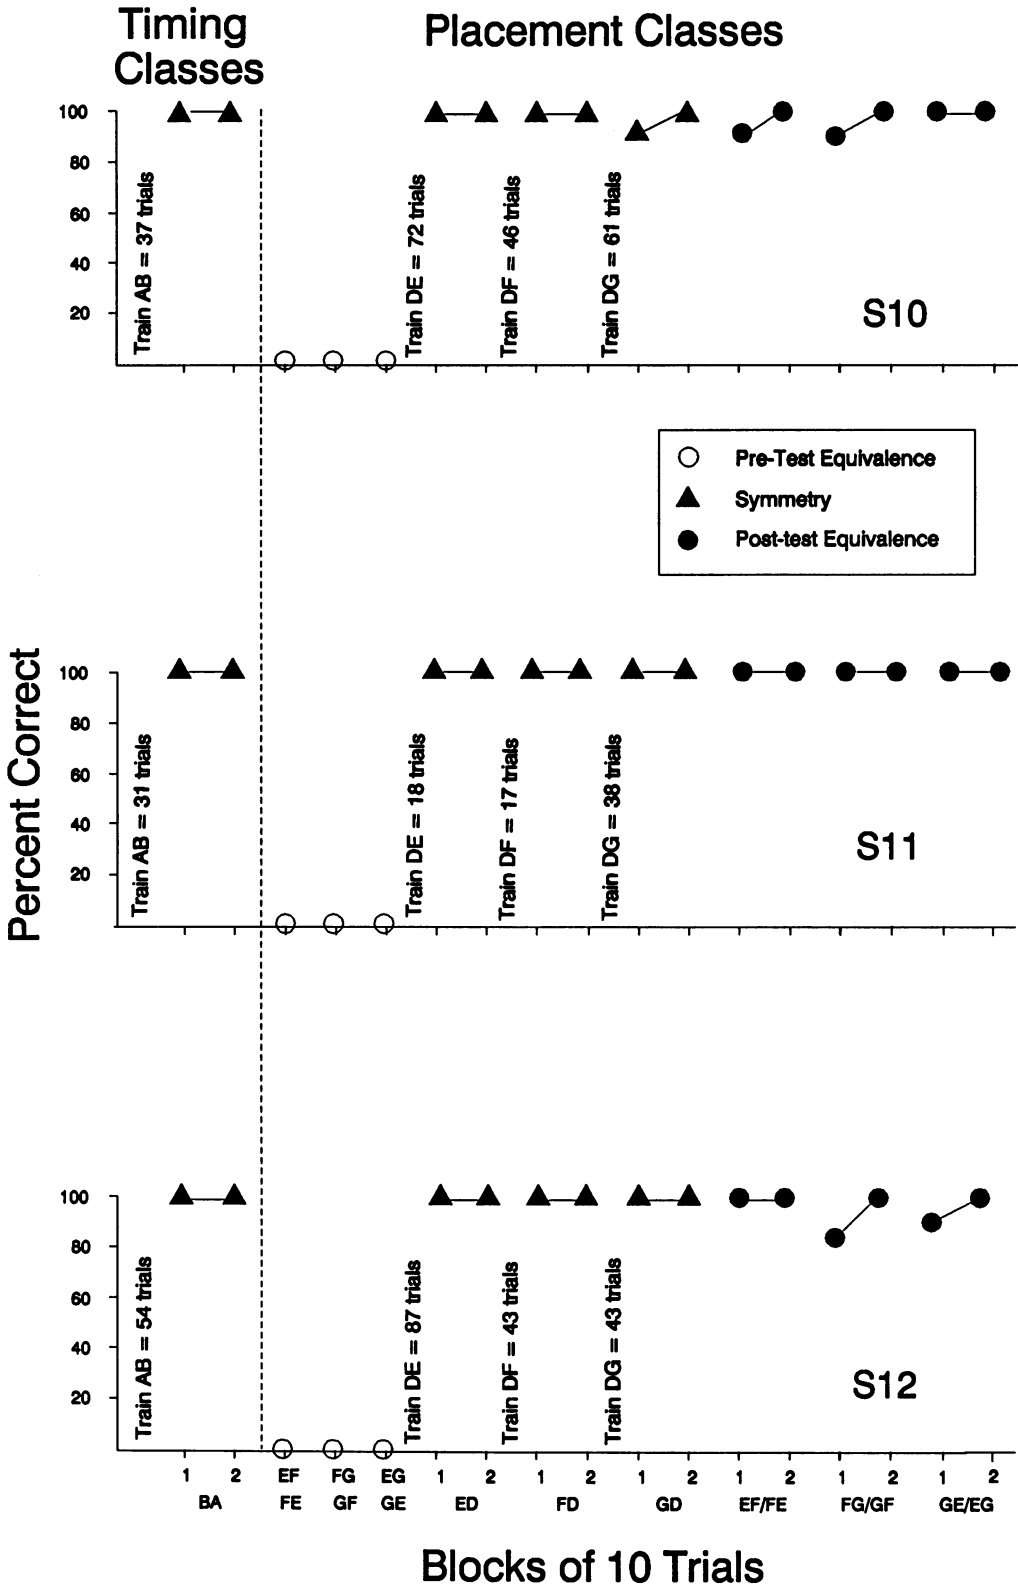 Timing
Classes
Placement Classes
100
80
60
40
20
Train AB = 37 trials
Train DE = 72 trials
Train DF = 46 trials
Train DG = 61 trials
S10
Pre-Test Equivalence
Symmetry
Post-test Equivalence
Percent Correct
100
80
60
40
20
Train AB = 31 trials
Train DE = 18 trials
Train DF = 17 trials
Train DG = 38 trials
S11
100
80
60
40
20
Train AB = 54 trials
Train DE = 87 trials
Train DF = 43 trials
Train DG = 43 trials
S12
1 2 EF FG EG 1 2 1 2 1 2 1 2 1 2 1 2
BA FE GF GE ED FD GD EF/FE FG/GF GE/EG
Blocks of 10 Trials